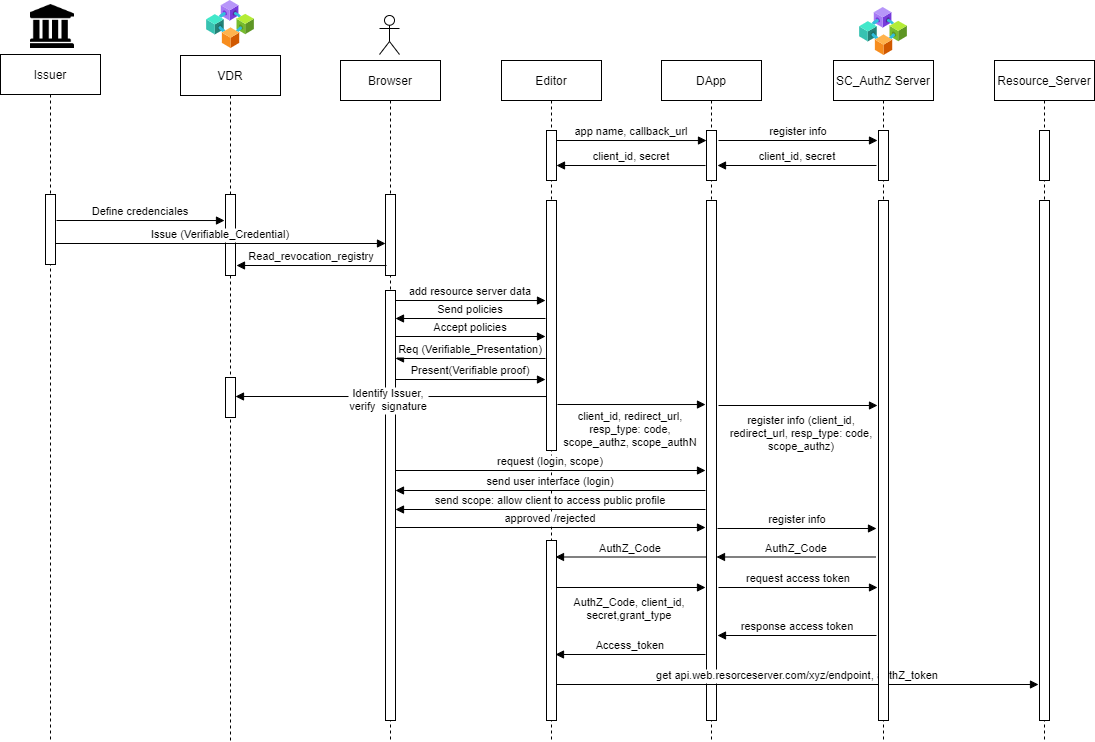 Issuer
VDR
Browser
Editor
DApp
SC_AuthZ Server
Resource_Server
app name, callback_url
register info
client_id, secret
client_id, secret
Define credenciales
Issue (Verifiable_Credential)
Read_revocation_registry
add resource server data
Send policies
Accept policies
Req (Verifiable_Presentation)
Present(Verifiable proof)
Identify Issuer,
verify signature
client_id, redirect_url,
resp_type: code,
scope_authz, scope_authN
register info (client_id,
redirect_url, resp_type: code,
scope_authz)
request (login, scope)
send user interface (login)
send scope: allow client to access public profile
approved /rejected
register info
AuthZ_Code
AuthZ_Code
request access token
AuthZ_Code, client_id,
secret,grant_type
response access token
Access_token
get api.web.resorceserver.com/xyz/endpoint,